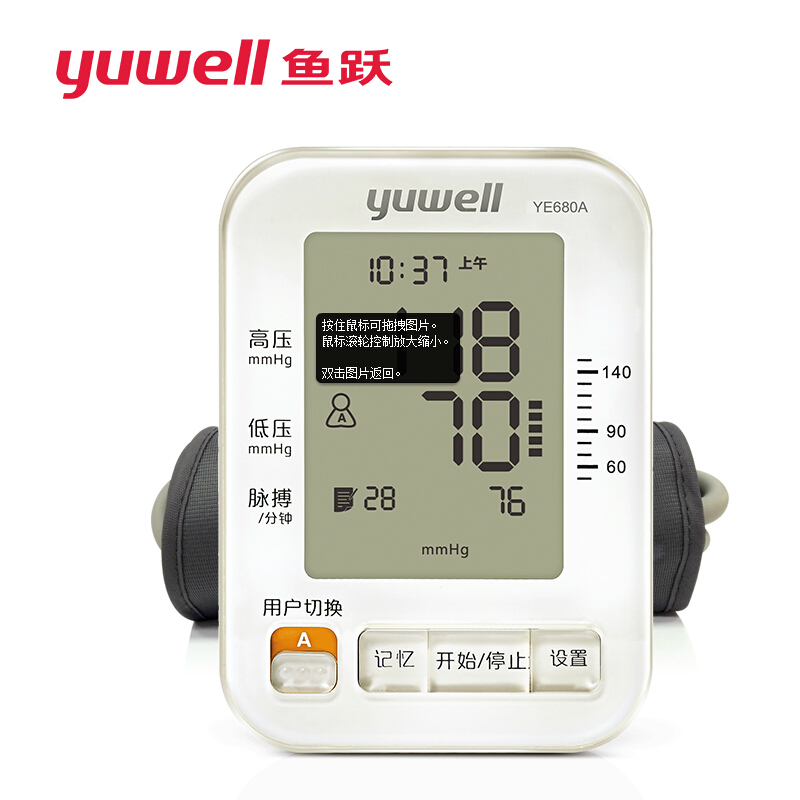 yuwell 鱼跃
yuwell YE680A
10:37 上午
按住鼠标可拖拽图片。
鼠标滚轮控制放大缩小。
双击图片返回。
高压
mmHg
18
140
低压
mmHg
A
70
90
60
脉搏
/分钟
28
76
mmHg
用户切换
A
记忆
开始/停止
设置